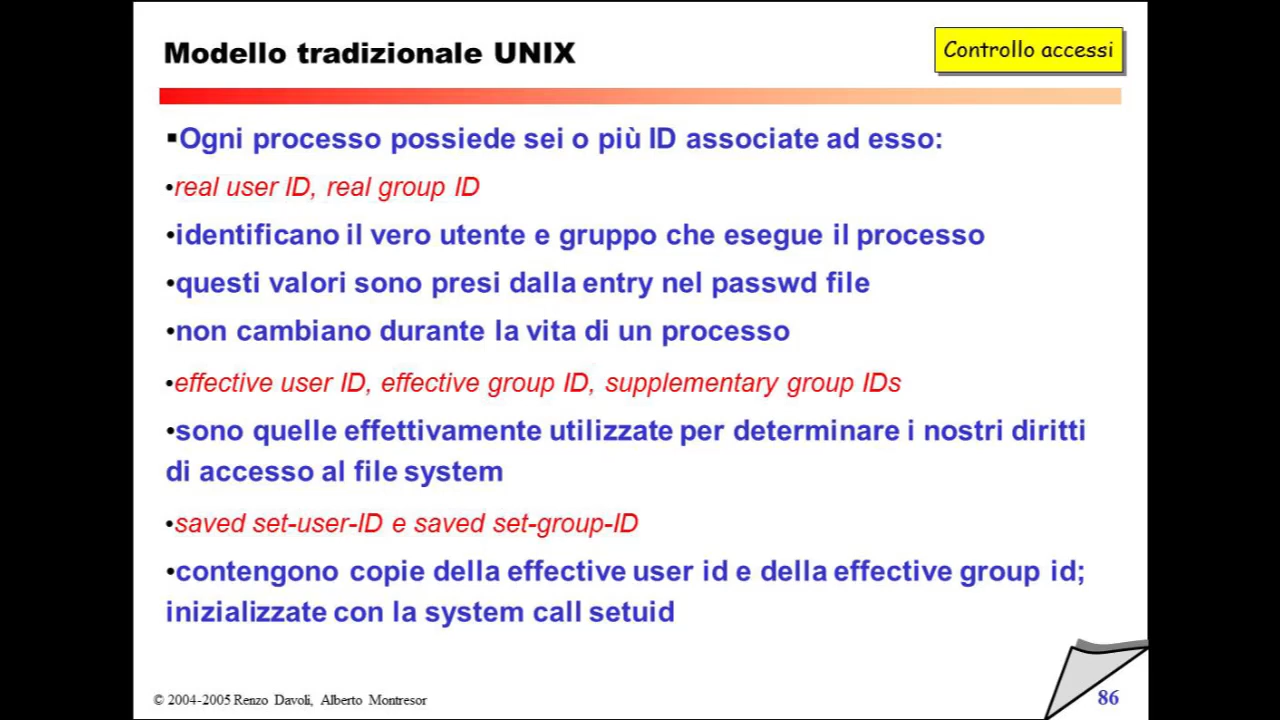 Modello tradizionale UNIX
Controllo accessi
▪Ogni processo possiede sei o più ID associate ad esso:
•real user ID, real group ID
•identificano il vero utente e gruppo che esegue il processo
•questi valori sono presi dalla entry nel passwd file
•non cambiano durante la vita di un processo
•effective user ID, effective group ID, supplementary group IDs
•sono quelle effettivamente utilizzate per determinare i nostri diritti
di accesso al file system
•saved set-user-ID e saved set-group-ID
•contengono copie della effective user id e della effective group id;
inizializzate con la system call setuid
© 2004-2005 Renzo Davoli, Alberto Montresor
86